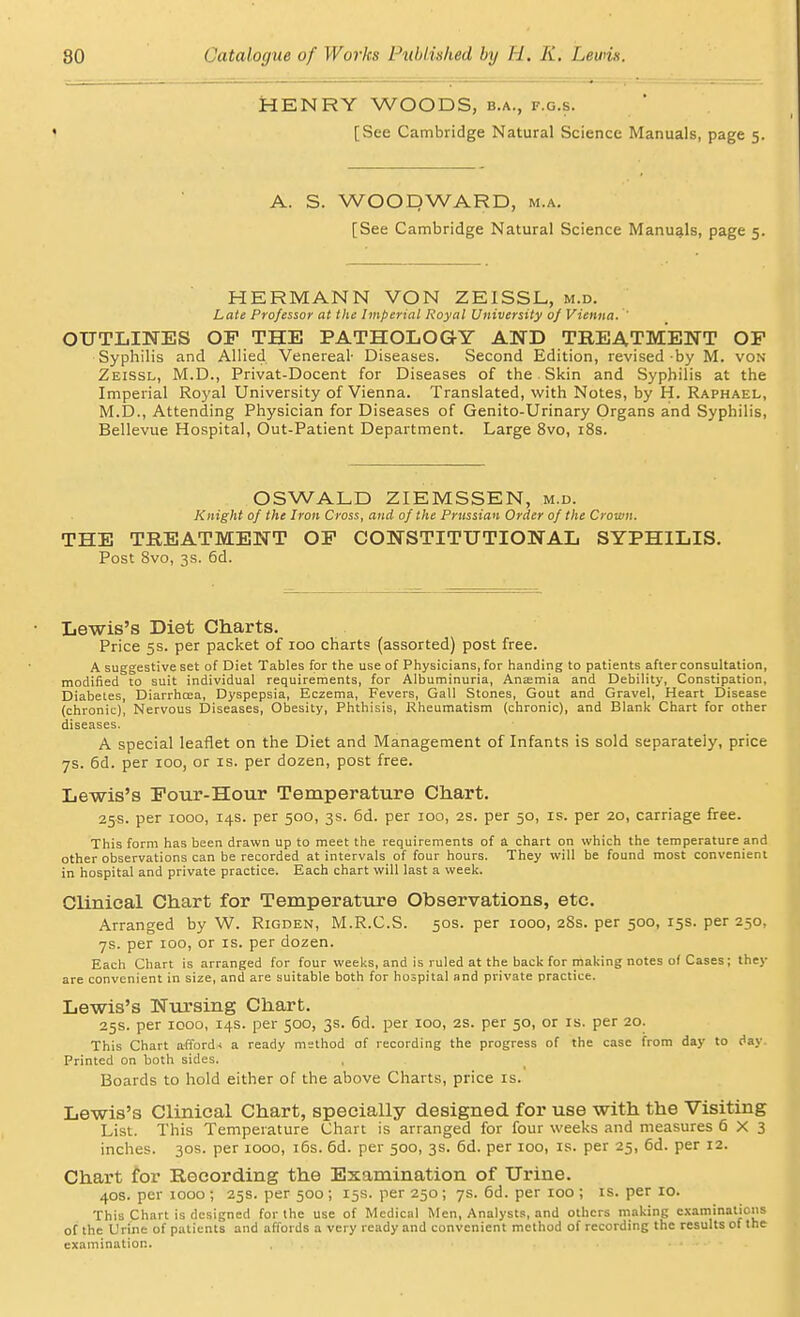 30 Catalogue of Works Published by H. K. Lewis.
HENRY WOODS, B.A., F.G.S.
[See Cambridge Natural Science Manuals, page 5.
A. S. WOODWARD, M.A.
[See Cambridge Natural Science Manuals, page 5.
HERMANN VON ZEISSL, M.D.
Late Professor at the Imperial Royal University of Vienna.
OUTLINES OF THE PATHOLOGY AND TREATMENT OF
Syphilis and Allied Venereal Diseases. Second Edition, revised by M. VON
ZEISSL, M.D., Privat-Docent for Diseases of the Skin and Syphilis at the
Imperial Royal University of Vienna. Translated, with Notes, by H. RAPHAEL,
M.D., Attending Physician for Diseases of Genito-Urinary Organs and Syphilis,
Bellevue Hospital, Out-Patient Department. Large 8vo, 18s.
OSWALD ZIEMSSEN, M.D.
Knight of the Iron Cross, and of the Prussian Order of the Crown.
THE TREATMENT OF CONSTITUTIONAL SYPHILIS.
Post 8vo, 3s. 6d.
Lewis's Diet Charts.
Price 5s. per packet of 100 charts (assorted) post free.
A suggestive set of Diet Tables for the use of Physicians, for handing to patients after consultation,
modified to suit individual requirements, for Albuminuria, Anæmia and Debility, Constipation,
Diabetes, Diarrhœa, Dyspepsia, Eczema, Fevers, Gall Stones, Gout and Gravel, Heart Disease
(chronic), Nervous Diseases, Obesity, Phthisis, Rheumatism (chronic), and Blank Chart for other
diseases.
A special leaflet on the Diet and Management of Infants is sold separately, price
7s. 6d. per 100, or 1s. per dozen, post free.
Lewis's Four-Hour Temperature Chart.
25s. per 1000, 14s. per 500, 3s. 6d. per 100, 2s. per 50, 1s. per 20, carriage free.
This form has been drawn up to meet the requirements of a chart on which the temperature and
other observations can be recorded at intervals of four hours. They will be found most convenient
in hospital and private practice. Each chart will last a week.
Clinical Chart for Temperature Observations, etc.
Arranged by W. RIGDEN, M.R.C.S. 50s. per 1000, 28s. per 500, 15s. per 250,
7s. per 100, or 1s. per dozen.
Each Chart is arranged for four weeks, and is ruled at the back for making notes of Cases; they
are convenient in size, and are suitable both for hospital and private practice.
Lewis's Nursing Chart.
25s. per 1000, 14s. per 500, 3s. 6d. per 100, 2s. per 50, or 1s. per 20.
This Chart affords a ready method of recording the progress of the case from day to day.
Printed on both sides.
Boards to hold either of the above Charts, price 1s.
Lewis's Clinical Chart, specially designed for use with the Visiting
List. This Temperature Chart is arranged for four weeks and measures 6 X 3
inches. 30s. per 1000, 16s. 6d. per 500, 3s. 6d. per 100, 1s. per 25, 6d. per 12.
Chart for Recording the Examination of Urine.
40s. per 1000; 25s. per 500; 15s. per 250; 7s. 6d. per 100; 1s. per 10.
This Chart is designed for the use of Medical Men, Analysts, and others making examinations
of the Urine of patients and affords a very ready and convenient method of recording the results of the
examination.